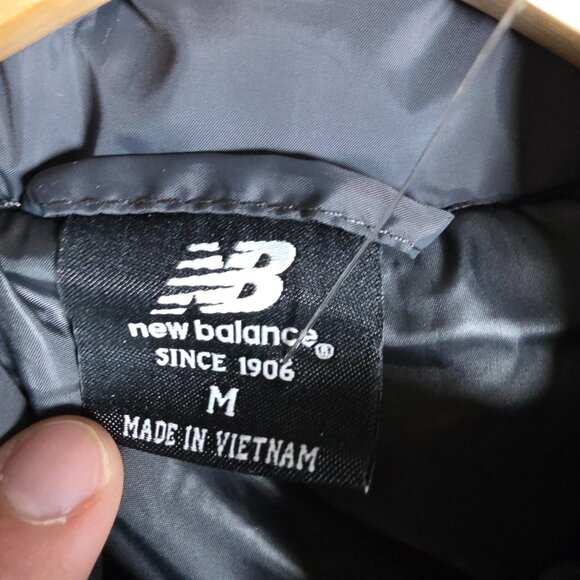 NB
new balance®
SINCE 1906
M
MADE IN VIETNAM